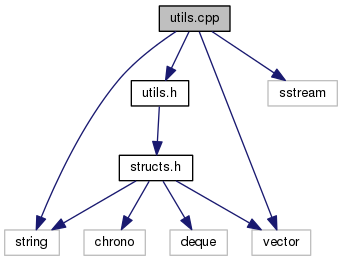 utils.cpp
utils.h
sstream
structs.h
string
chrono
deque
vector